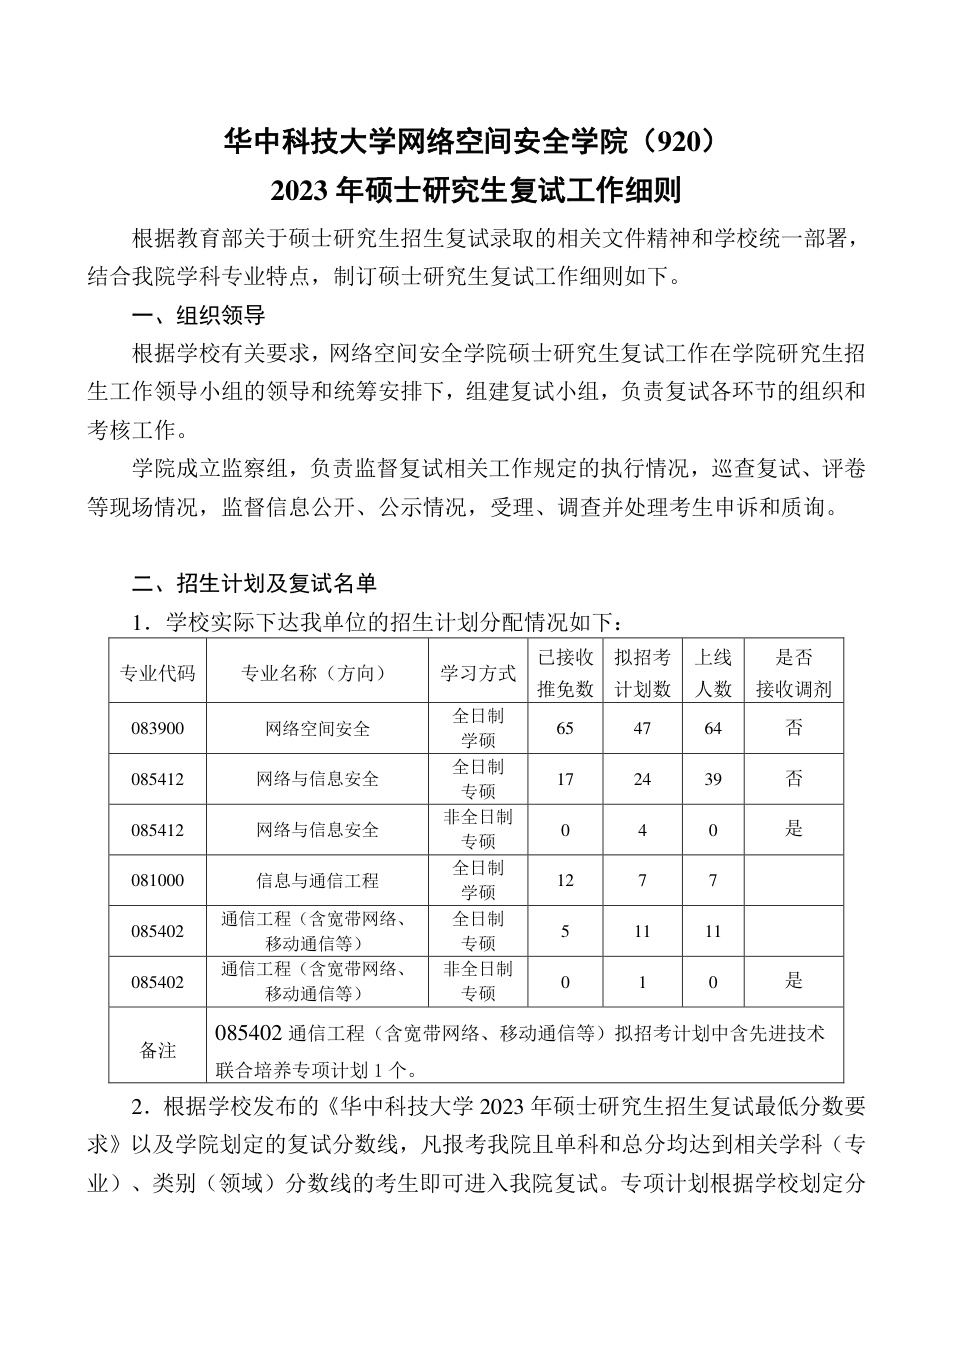 华中科技大学网络空间安全学院（920）
2023 年硕士研究生复试工作细则
根据教育部关于硕士研究生招生复试录取的相关文件精神和学校统一部署，
结合我院学科专业特点，制订硕士研究生复试工作细则如下。
一、组织领导
根据学校有关要求，网络空间安全学院硕士研究生复试工作在学院研究生招
生工作领导小组的领导和统筹安排下，组建复试小组，负责复试各环节的组织和
考核工作。
学院成立监察组，负责监督复试相关工作规定的执行情况，巡查复试、评卷
等现场情况，监督信息公开、公示情况，受理、调查并处理考生申诉和质询。
二、招生计划及复试名单
1．学校实际下达我单位的招生计划分配情况如下：
专业代码 专业名称（方向） 学习方式 已接收推免数 拟招考计划数 上线人数 是否接收调剂
083900 网络空间安全 全日制学硕 65 47 64 否
085412 网络与信息安全 全日制专硕 17 24 39 否
085412 网络与信息安全 非全日制专硕 0 4 0 是
081000 信息与通信工程 全日制学硕 12 7 7
085402 通信工程（含宽带网络、移动通信等） 全日制专硕 5 11 11
085402 通信工程（含宽带网络、移动通信等） 非全日制专硕 0 1 0 是
备注 085402 通信工程（含宽带网络、移动通信等）拟招考计划中含先进技术
联合培养专项计划 1 个。
2．根据学校发布的《华中科技大学 2023 年硕士研究生招生复试最低分数要
求》以及学院划定的复试分数线，凡报考我院且单科和总分均达到相关学科（专
业）、类别（领域）分数线的考生即可进入我院复试。专项计划根据学校划定分